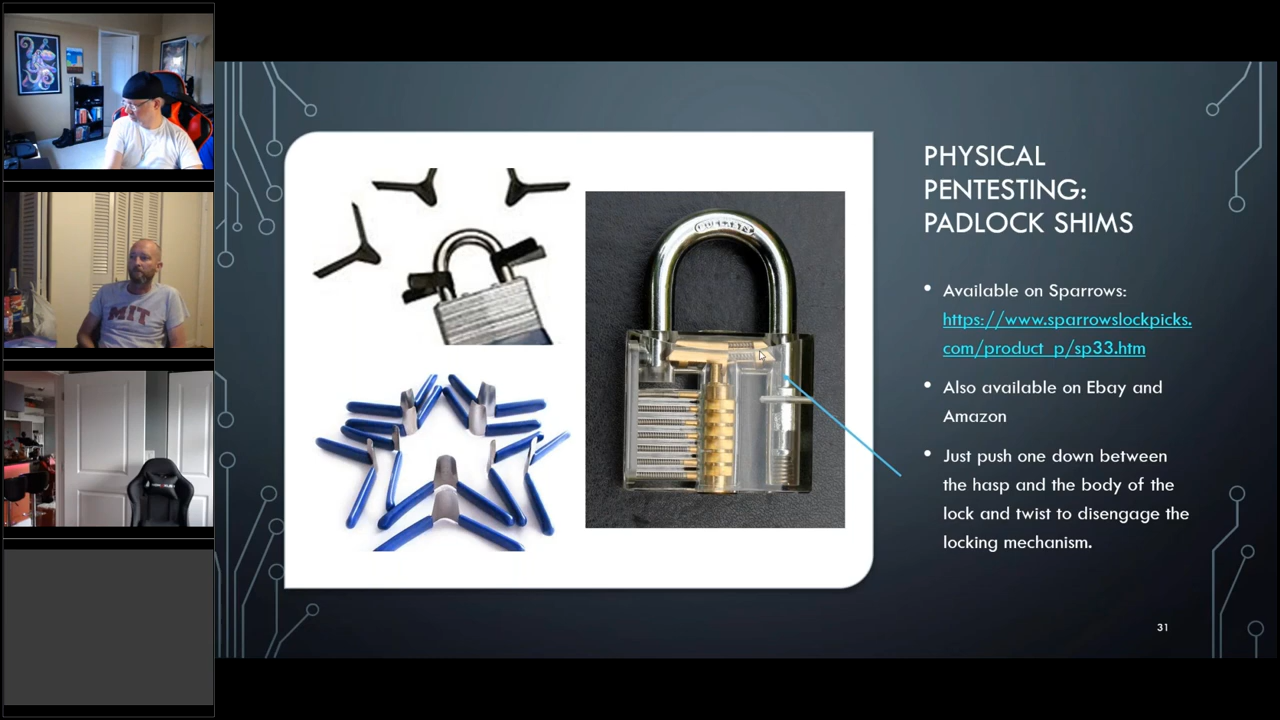 PHYSICAL
PENTESTING:
PADLOCK SHIMS
• Available on Sparrows:
https://www.sparrowslockpicks.
com/product_p/sp33.htm
• Also available on Ebay and
Amazon
• Just push one down between
the hasp and the body of the
lock and twist to disengage the
locking mechanism.
31
MIT